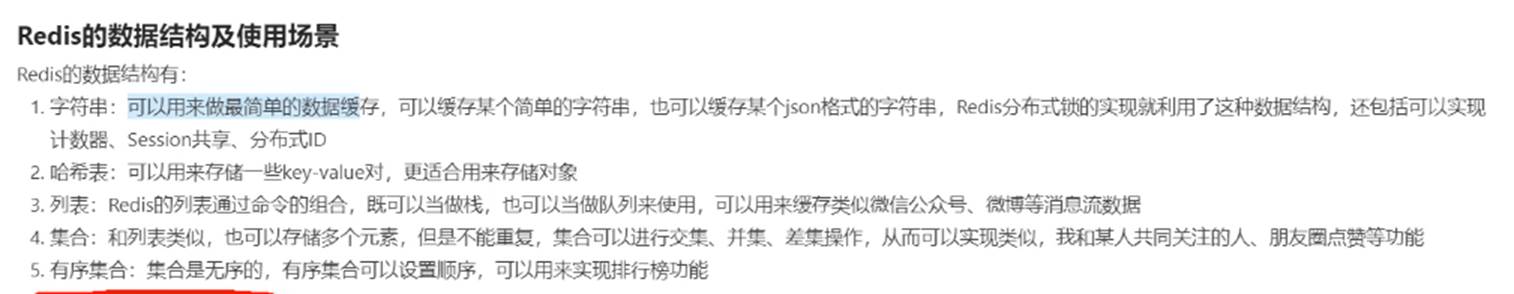 Redis的数据结构及使用场景
Redis的数据结构有：
1. 字符串：可以用来做最简单的数据缓存，可以缓存某个简单的字符串，也可以缓存某个json格式的字符串，Redis分布式锁的实现就利用了这种数据结构，还包括可以实现
计数器、Session共享、分布式ID
2. 哈希表：可以用来存储一些key-value对，更适合用来存储对象
3. 列表：Redis的列表通过命令的组合，既可以当做栈，也可以当做队列来使用，可以用来缓存类似微信公众号、微博等消息流数据
4. 集合：和列表类似，也可以存储多个元素，但是不能重复，集合可以进行交集、并集、差集操作，从而可以实现类似，我和某人共同关注的人、朋友圈点赞等功能
5. 有序集合：集合是无序的，有序集合可以设置顺序，可以用来实现排行榜功能